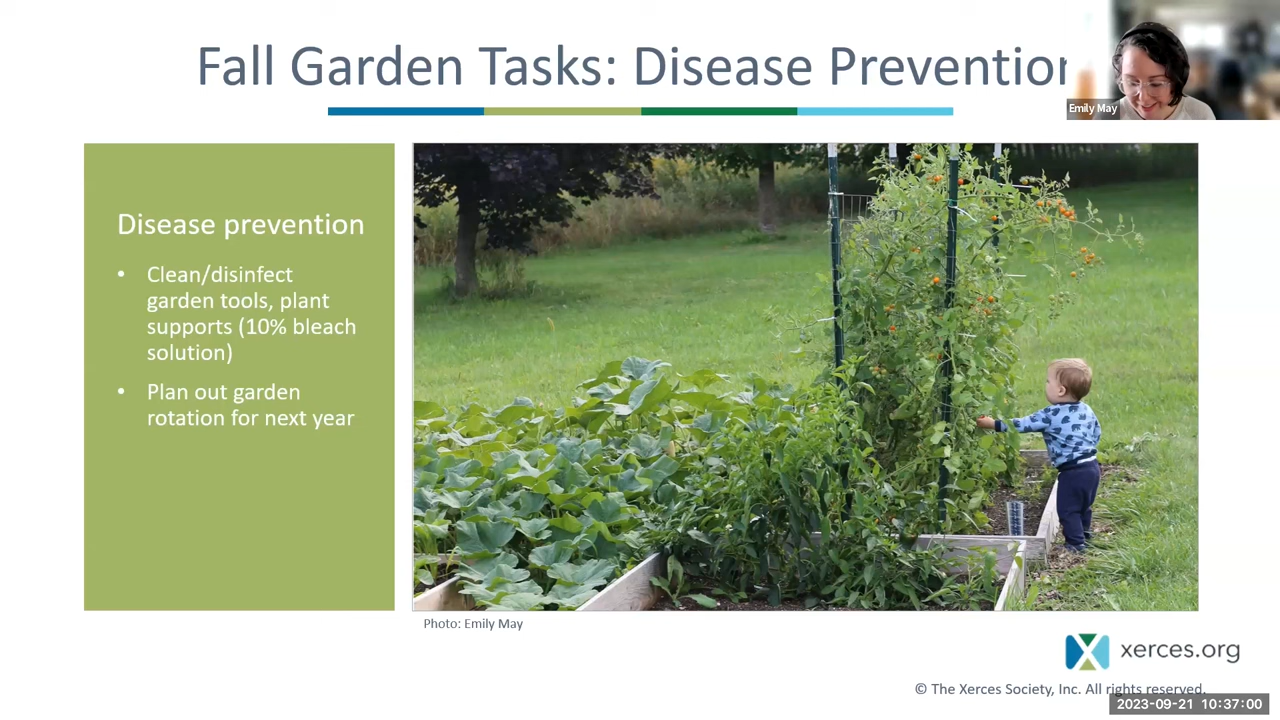 Fall Garden Tasks: Disease Prevention
Emily May
Disease prevention
• Clean/disinfect
garden tools, plant
supports (10% bleach
solution)
• Plan out garden
rotation for next year
Photo: Emily May
xerces.org
© The Xerces Society, Inc. All rights reserved.
2023-09-21 10:37:00